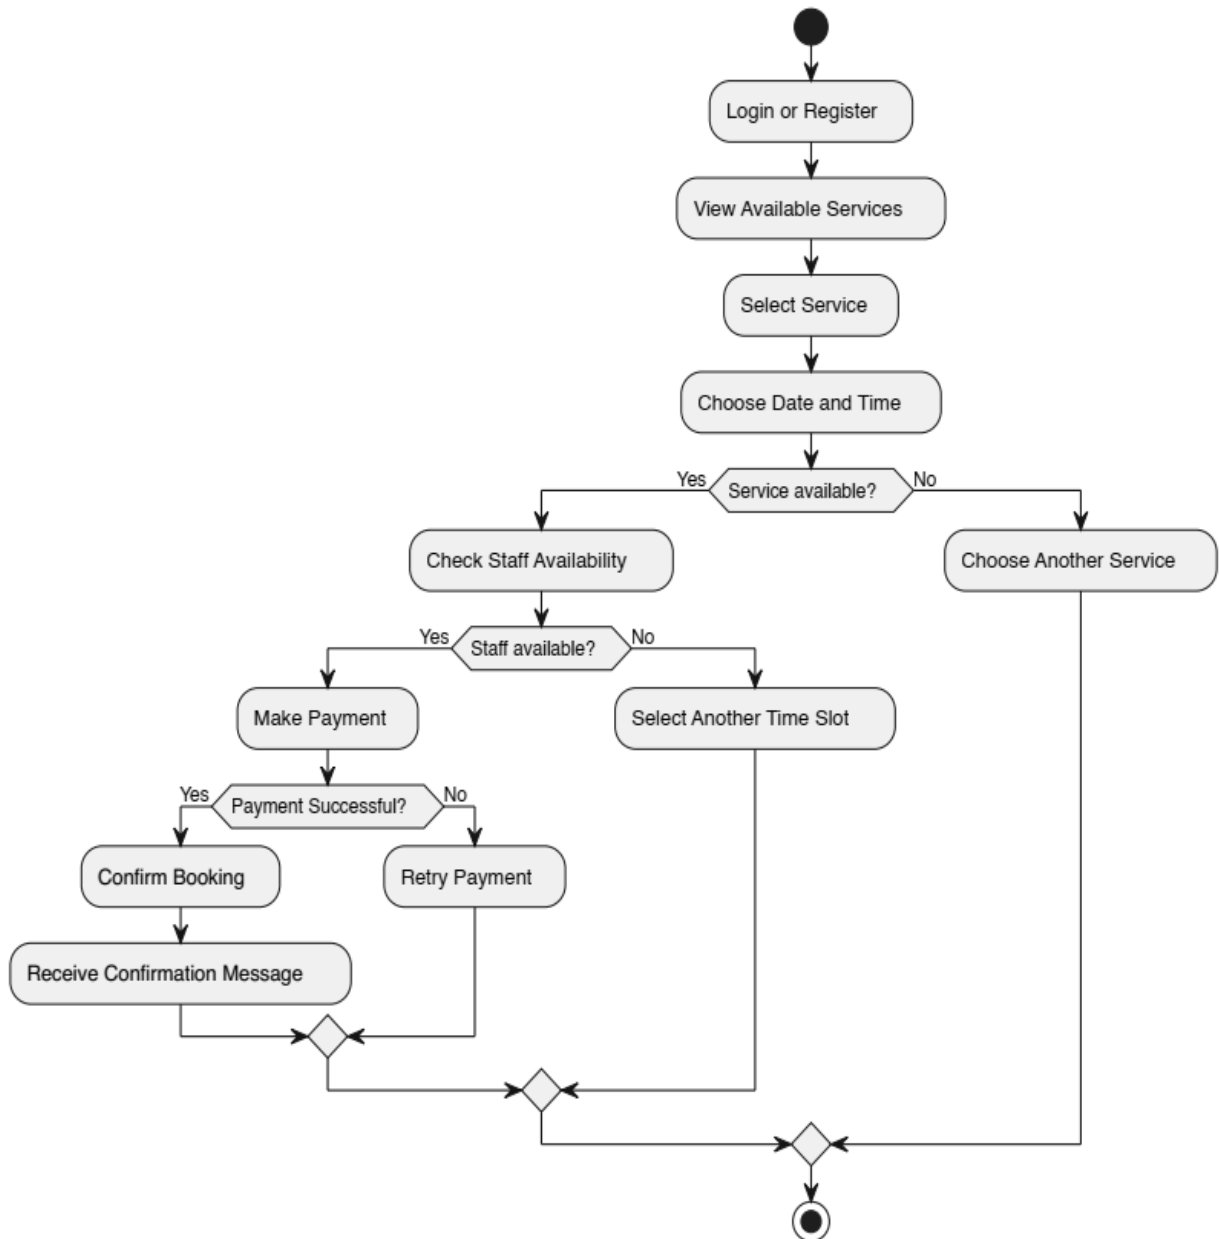 Login or Register
View Available Services
Select Service
Choose Date and Time
Yes
Service available?
No
Check Staff Availability
Choose Another Service
Yes
Staff available?
No
Make Payment
Select Another Time Slot
Yes
Payment Successful?
No
Confirm Booking
Retry Payment
Receive Confirmation Message